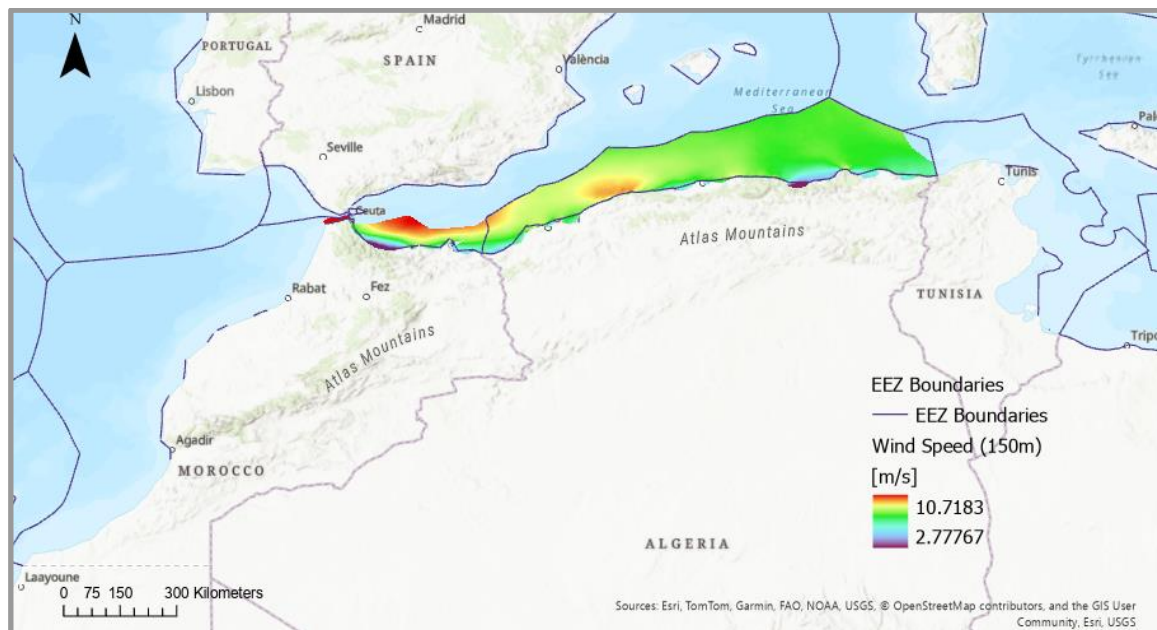 N
Madrid
PORTUGAL
SPAIN
València
Tyrrhenian
Sea
Lisbon
Mediterranean
Sea
Pale
Seville
Tunis
Ceuta
Atlas Mountains
Rabat
Fez
TUNISIA
Tripo
Atlas Mountains
EEZ Boundaries
EEZ Boundaries
Wind Speed (150m)
[m/s]
10.7183
2.77767
Agadir
MOROCCO
ALGERIA
Laayoune
0 75 150 300 Kilometers
Sources: Esri, TomTom, Garmin, FAO, NOAA, USGS, © OpenStreetMap contributors, and the GIS User
Community, Esri, USGS